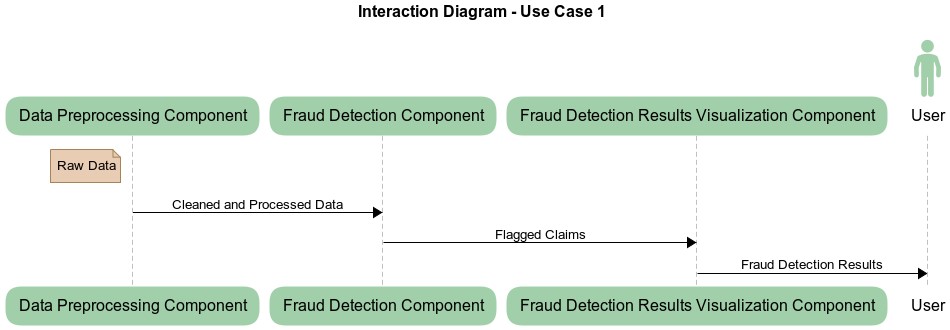 Interaction Diagram - Use Case 1
Data Preprocessing Component
Fraud Detection Component
Fraud Detection Results Visualization Component
User
Raw Data
Cleaned and Processed Data
Flagged Claims
Fraud Detection Results
Data Preprocessing Component
Fraud Detection Component
Fraud Detection Results Visualization Component
User